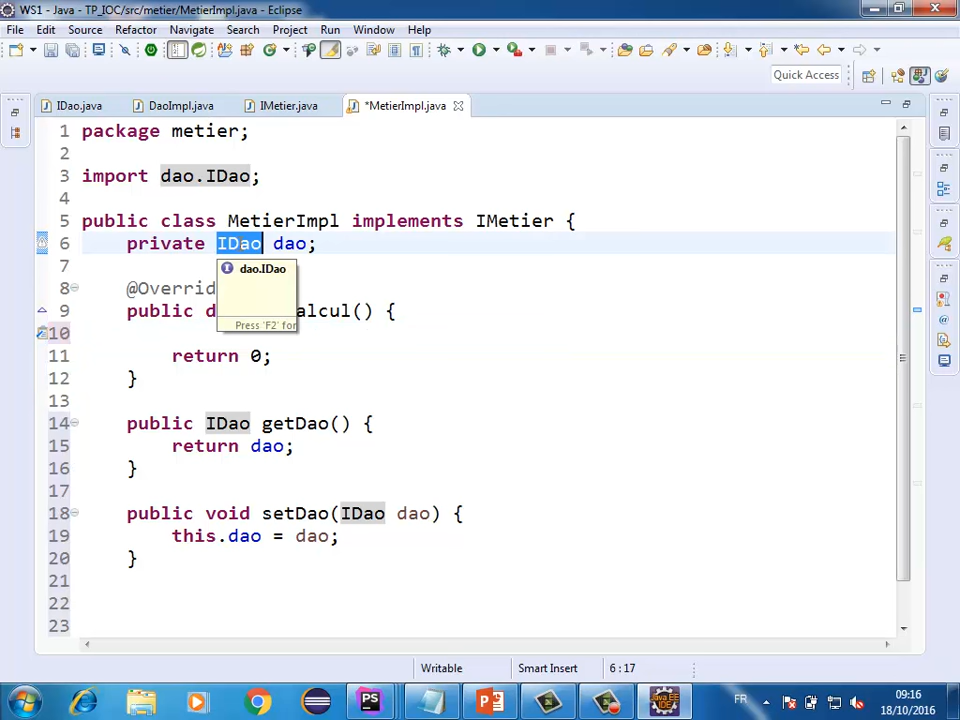 WS1 - Java - TP_IOC/src/metier/MetierImpl.java - Eclipse
File Edit Source Refactor Navigate Search Project Run Window Help
Quick Access
IDao.java DaoImpl.java IMetier.java *MetierImpl.java
1 package metier;
2
3 import dao.IDao;
4
5 public class MetierImpl implements IMetier {
6 private IDao dao;
7
dao.IDao
8 @Overrid
9 public d alcul() {
Press 'F2' for
10
11 return 0;
12 }
13
14 public IDao getDao() {
15 return dao;
16 }
17
18 public void setDao(IDao dao) {
19 this.dao = dao;
20 }
21
22
23
Writable Smart Insert 6 : 17
PS
P
Java EE
IDE
FR
09:16
18/10/2016